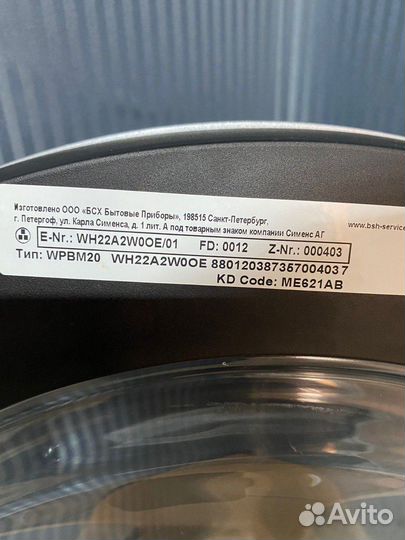 Изготовлено ООО «БСХ Бытовые Приборы», 198515 Санкт-Петербург,
г. Петергоф, ул. Карла Сименса, д. 1 лит. А под товарным знаком компании Сименс АГ
www.bsh-service
E-Nr.: WH22A2W0OE/01 FD: 0012 Z-Nr.: 000403
Тип: WPBM20 WH22A2W0OE 880120387357004037
KD Code: ME621AB
Avito